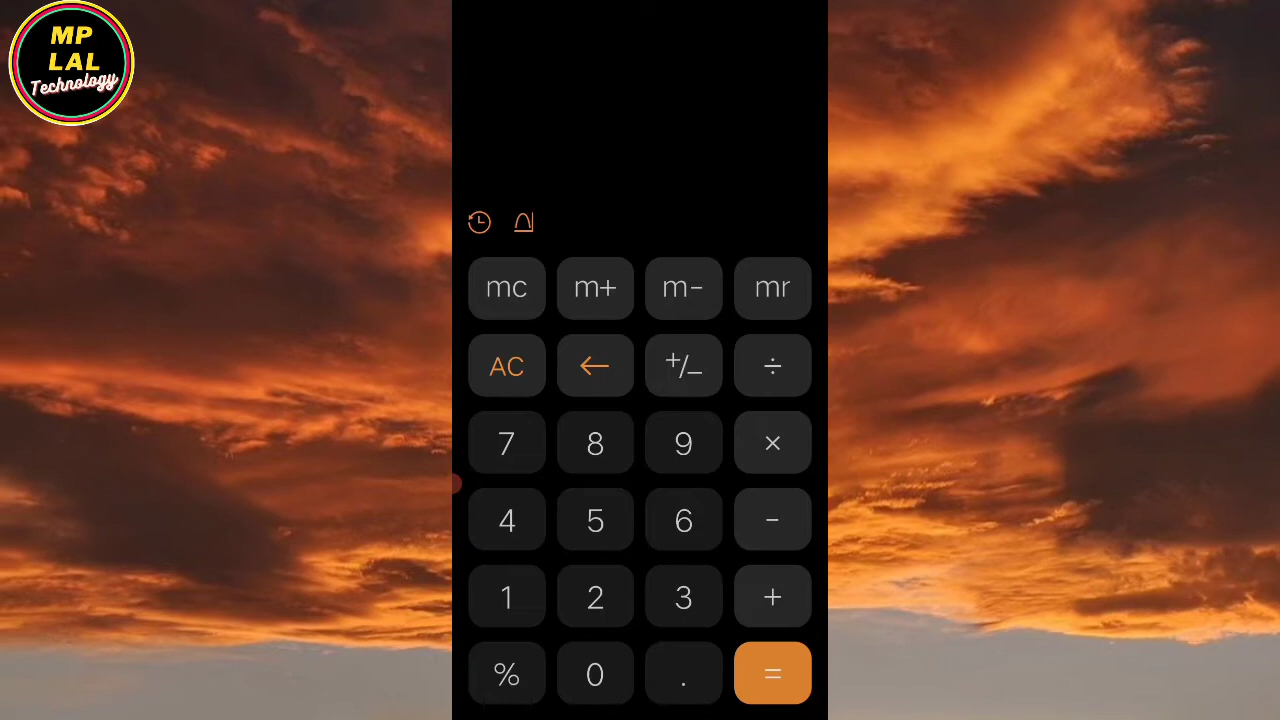 MP
LAL
Technology
mc m+ m- mr
AC ← +/− ÷
7 8 9 ×
4 5 6 −
1 2 3 +
% 0 . =